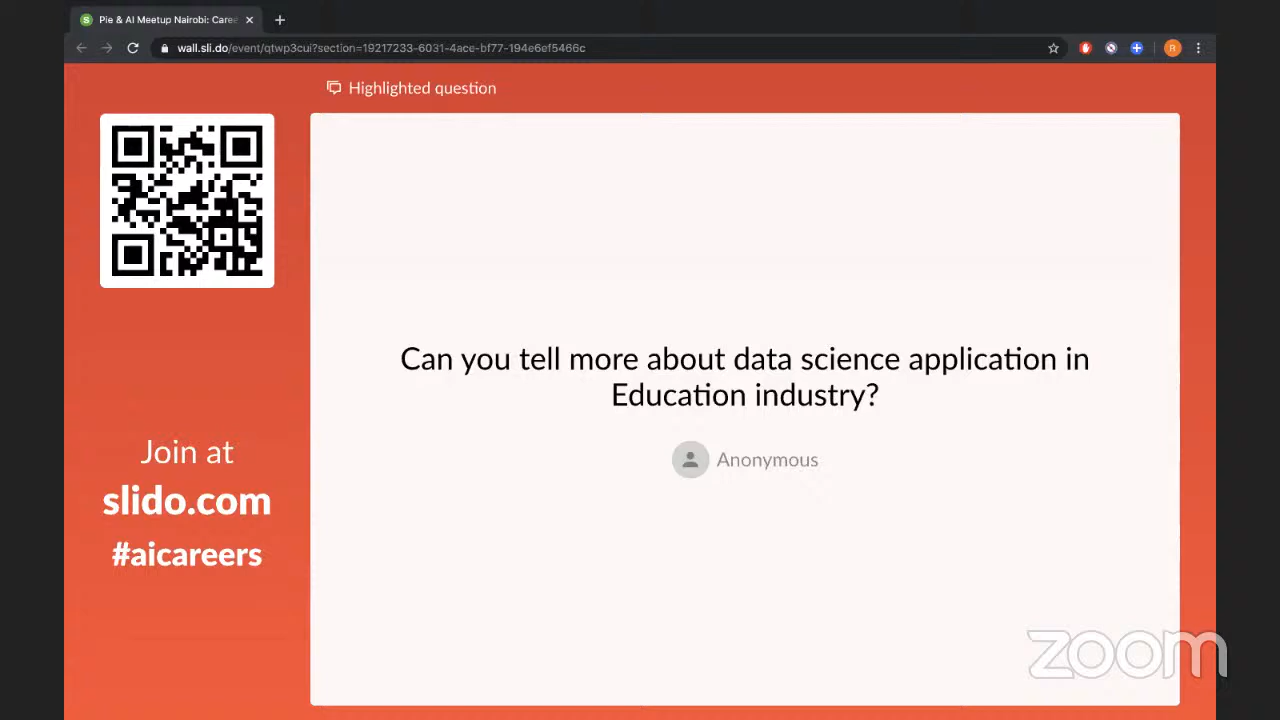 Pie & AI Meetup Nairobi: Caree
wall.sli.do/event/qtwp3cui?section=19217233-6031-4ace-bf77-194e6ef5466c
R
Highlighted question
Can you tell more about data science application in
Education industry?
Anonymous
Join at
slido.com
#aicareers
zoom